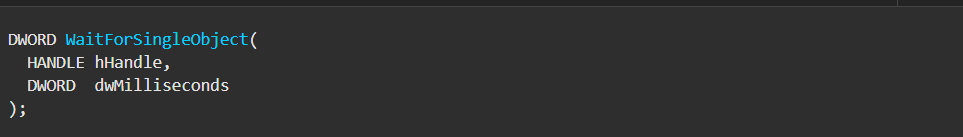 DWORD WaitForSingleObject(
  HANDLE hHandle,
  DWORD  dwMilliseconds
);